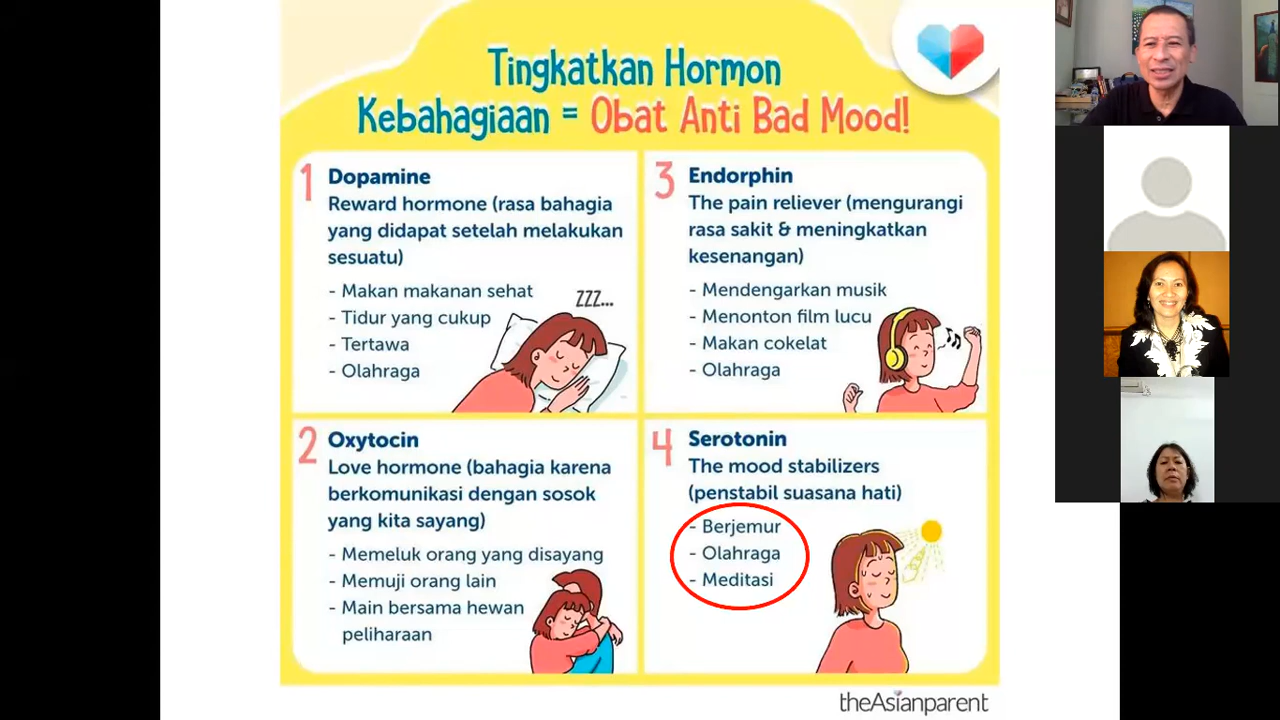 Tingkatkan Hormon
Kebahagiaan = Obat Anti Bad Mood!
1
Dopamine
Reward hormone (rasa bahagia
yang didapat setelah melakukan
sesuatu)
- Makan makanan sehat
- Tidur yang cukup
- Tertawa
- Olahraga
ZZZ...
2
Oxytocin
Love hormone (bahagia karena
berkomunikasi dengan sosok
yang kita sayang)
- Memeluk orang yang disayang
- Memuji orang lain
- Main bersama hewan
peliharaan
3
Endorphin
The pain reliever (mengurangi
rasa sakit & meningkatkan
kesenangan)
- Mendengarkan musik
- Menonton film lucu
- Makan cokelat
- Olahraga
4
Serotonin
The mood stabilizers
(penstabil suasana hati)
- Berjemur
- Olahraga
- Meditasi
theAsianparent